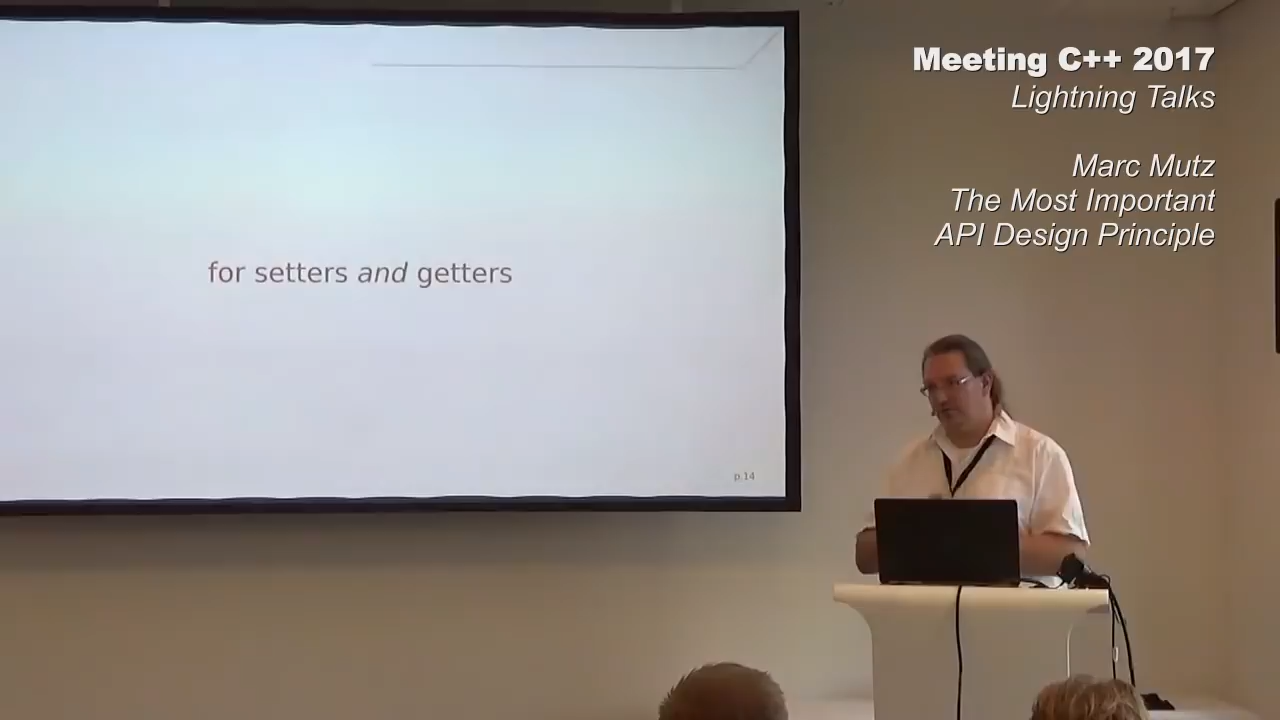 Meeting C++ 2017
Lightning Talks
Marc Mutz
The Most Important
API Design Principle
for setters and getters
p.14